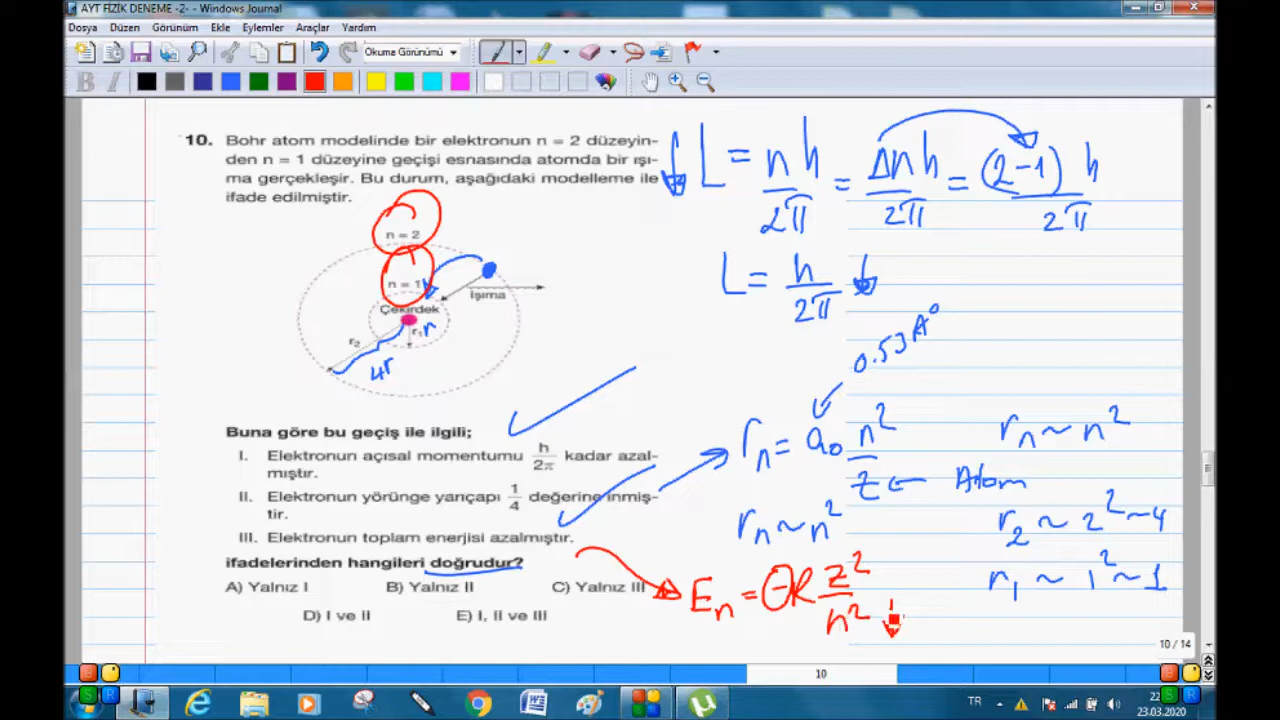 AYT FİZİK DENEME -2- - Windows Journal
Dosya Düzen Görünüm Ekle Eylemler Araçlar Yardım
Okuma Görünümü
B I
10. Bohr atom modelinde bir elektronun n = 2 düzeyin-
den n = 1 düzeyine geçişi esnasında atomda bir ışı-
ma gerçekleşir. Bu durum, aşağıdaki modelleme ile
ifade edilmiştir.
n = 2
n = 1
Işıma
Çekirdek
r₁ r
r₂
4r
Buna göre bu geçiş ile ilgili;
I. Elektronun açısal momentumu h/2π kadar azal-
mıştır.
II. Elektronun yörünge yarıçapı 1/4 değerine inmiş-
tir.
III. Elektronun toplam enerjisi azalmıştır.
ifadelerinden hangileri doğrudur?
A) Yalnız I B) Yalnız II C) Yalnız III
D) I ve II E) I, II ve III
L = nh/2π = Δnh/2π = (2-1)h/2π
L = h/2π
0.53A°
rₙ = a₀ n²/z ← Atom
rₙ ~ n²
Eₙ = -R z²/n²
rₙ ~ n²
r₂ ~ 2² ~ 4
r₁ ~ 1² ~ 1
10 / 14
10
TR
22
23.03.2020